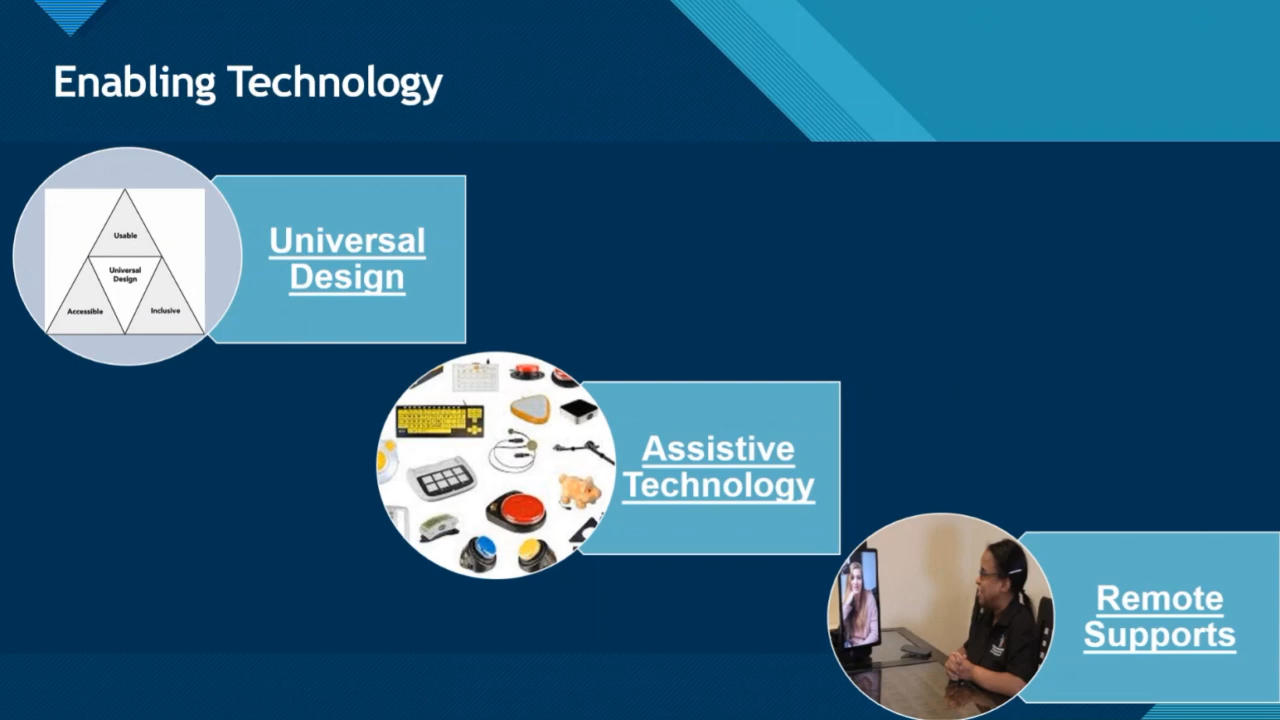 Enabling Technology
Usable
Universal
Design
Accessible
Inclusive
Universal
Design
Assistive
Technology
Remote
Supports